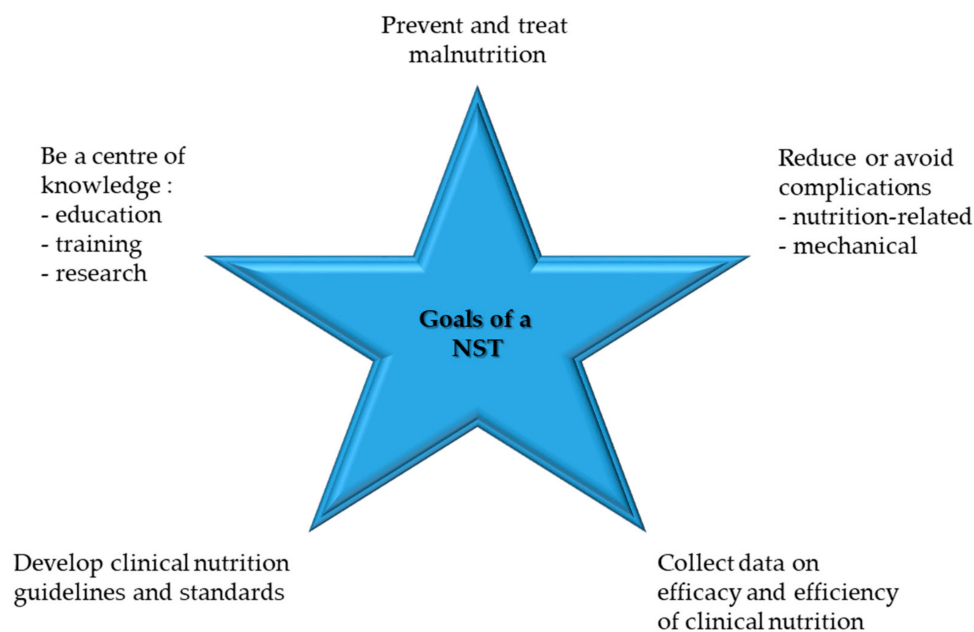 Prevent and treat
malnutrition
Be a centre of
knowledge :
- education
- training
- research
Reduce or avoid
complications
- nutrition-related
- mechanical
Goals of a
NST
Develop clinical nutrition
guidelines and standards
Collect data on
efficacy and efficiency
of clinical nutrition